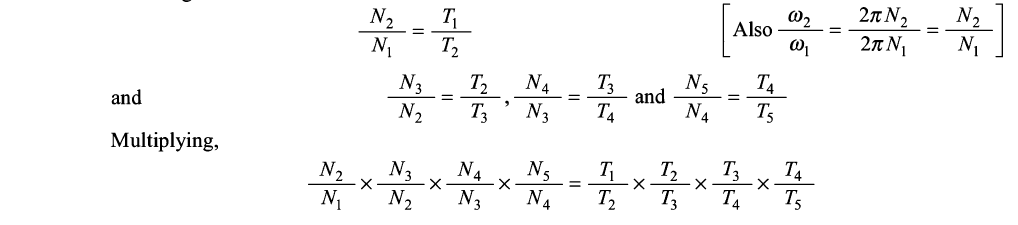 N₂/N₁ = T₁/T₂ [Also ω₂/ω₁ = 2πN₂/2πN₁ = N₂/N₁]
and N₃/N₂ = T₂/T₃, N₄/N₃ = T₃/T₄ and N₅/N₄ = T₄/T₅
Multiplying,
N₂/N₁ × N₃/N₂ × N₄/N₃ × N₅/N₄ = T₁/T₂ × T₂/T₃ × T₃/T₄ × T₄/T₅